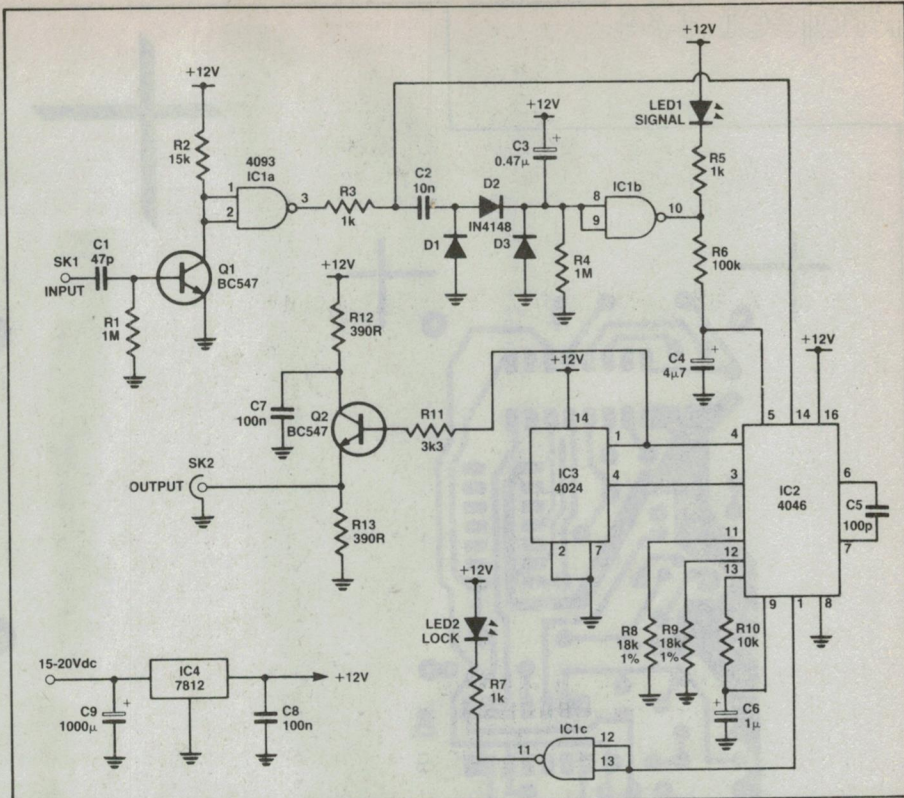 +12V
R2
15k
1
2
4093
IC1a
3
R3
1k
C2
10n
D2
IN4148
D1
D3
+12V
C3
0.47μ
R4
1M
8
9
IC1b
10
+12V
LED1
SIGNAL
R5
1k
R6
100k
C4
4μ7
SK1
INPUT
C1
47p
R1
1M
Q1
BC547
+12V
R12
390R
C7
100n
Q2
BC547
R11
3k3
SK2
OUTPUT
R13
390R
+12V
14
IC3
4024
1
4
2
7
+12V
5
14
16
4
3
IC2
4046
6
7
C5
100p
11
12
13
9
1
8
R8
18k
1%
R9
18k
1%
R10
10k
C6
1μ
+12V
LED2
LOCK
R7
1k
IC1c
11
12
13
15-20Vdc
C9
1000μ
IC4
7812
C8
100n
+12V